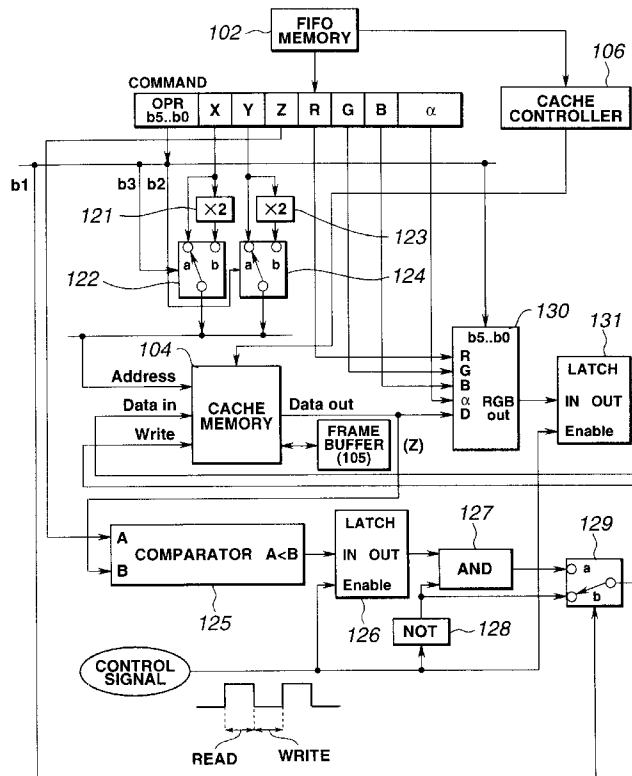 102
FIFO
MEMORY
106
COMMAND
OPR
b5..b0
X Y Z R G B α
CACHE
CONTROLLER
b1
b3
b2
121
×2
×2
123
a b
a b
122
124
130
131
b5..b0
R
G
B
α
D
RGB
out
LATCH
IN OUT
Enable
104
Address
Data in
Write
CACHE
MEMORY
Data out
FRAME
BUFFER
(105)
(Z)
A
B
COMPARATOR A<B
125
LATCH
IN OUT
Enable
126
127
AND
NOT
128
129
a
b
CONTROL
SIGNAL
READ
WRITE